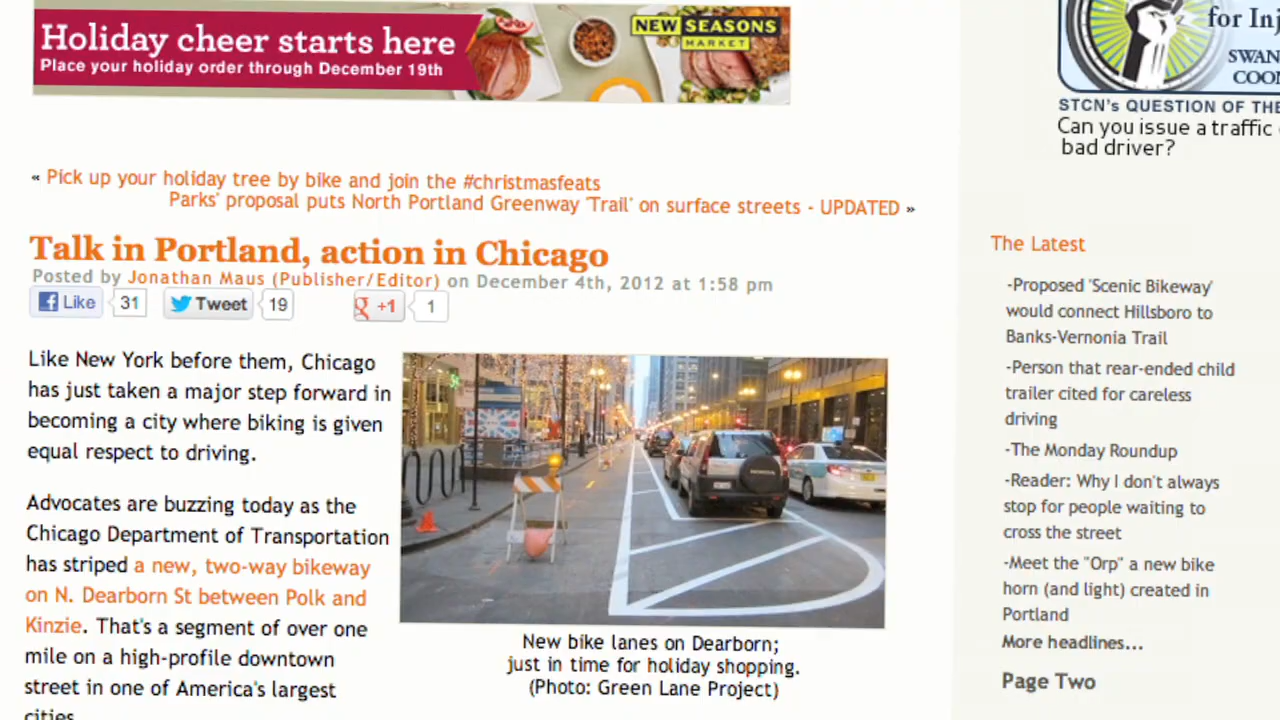 Holiday cheer starts here
Place your holiday order through December 19th
NEW SEASONS
MARKET
for Inj
SWAN
COOM
STCN's QUESTION OF THE
Can you issue a traffic
bad driver?
« Pick up your holiday tree by bike and join the #christmasfeats
Parks' proposal puts North Portland Greenway 'Trail' on surface streets - UPDATED »
Talk in Portland, action in Chicago
Posted by Jonathan Maus (Publisher/Editor) on December 4th, 2012 at 1:58 pm
Like 31 Tweet 19 +1 1
Like New York before them, Chicago
has just taken a major step forward in
becoming a city where biking is given
equal respect to driving.
Advocates are buzzing today as the
Chicago Department of Transportation
has striped a new, two-way bikeway
on N. Dearborn St between Polk and
Kinzie. That's a segment of over one
mile on a high-profile downtown
street in one of America's largest
cities
HONDA
New bike lanes on Dearborn;
just in time for holiday shopping.
(Photo: Green Lane Project)
The Latest
-Proposed 'Scenic Bikeway'
would connect Hillsboro to
Banks-Vernonia Trail
-Person that rear-ended child
trailer cited for careless
driving
-The Monday Roundup
-Reader: Why I don't always
stop for people waiting to
cross the street
-Meet the "Orp" a new bike
horn (and light) created in
Portland
More headlines...
Page Two